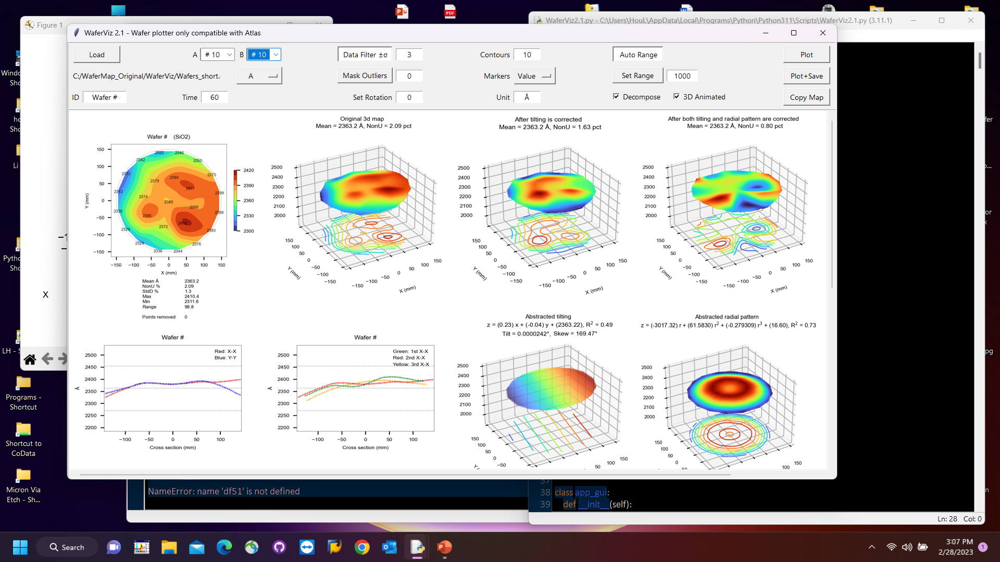 Figure 1
WaferViz2.1.py - C:\Users\HouL\AppData\Local\Programs\Python\Python311\Scripts\WaferViz2.1.py (3.11.1)
WaferViz 2.1 - Wafer plotter only compatible with Atlas
Load
A # 10 B # 10
Data Filter ±σ 3
Contours 10
Auto Range
Plot
C:/WaferMap_Original/WaferViz/Wafers_short.
A
Mask Outliers 0
Markers Value
Set Range 1000
Plot+Save
ID Wafer #
Time 60
Set Rotation 0
Unit Å
Decompose
3D Animated
Copy Map
Wafer # (SiO2)
150
100
50
0
−50
−100
−150
Y (mm)
2322 2346
2342 2350
2312 2394 2375
2379 2401
2312 2374 2399
2380 2388
2330 2395 2398
2372 2410
2329 2393
2324 2376
2336 2344
−150 −100 −50 0 50 100 150
X (mm)
2420
2390
2360
2330
2300
Mean Å 2363.2
NonU % 2.09
StdD % 1.3
Max 2410.4
Min 2311.6
Range 98.8
Points removed 0
Original 3d map
Mean = 2363.2 Å, NonU = 2.09 pct
2500
2400
2300
2200
2100
2000
150
100
50
0
−50
−100
−150
Y (mm)
−150 −100 −50 0 50 100 150
X (mm)
After tilting is corrected
Mean = 2363.2 Å, NonU = 1.63 pct
2500
2400
2300
2200
2100
2000
150
100
50
0
−50
−100
−150
Y (mm)
−150 −100 −50 0 50 100 150
X (mm)
After both tilting and radial pattern are corrected
Mean = 2363.2 Å, NonU = 0.80 pct
2500
2400
2300
2200
2100
2000
150
100
50
0
−50
−100
−150
Y (mm)
−150 −100 −50 0 50 100 150
X (mm)
Wafer #
Red: X-X
Blue: Y-Y
2500
2450
2400
2350
2300
2250
2200
Å
−100 −50 0 50 100
Cross section (mm)
Wafer #
Green: 1st X-X
Red: 2nd X-X
Yellow: 3rd X-X
2500
2450
2400
2350
2300
2250
2200
Å
−100 −50 0 50 100
Cross section (mm)
Abstracted tilting
z = (0.23) x + (-0.04) y + (2363.22), R² = 0.49
Tilt = 0.0000242°, Skew = 169.47°
2500
2400
2300
2200
2100
2000
150
100
50
0
−50
50 100 150
Abstracted radial pattern
z = (-3017.32) r + (61.5830) r² + (-0.279309) r³ + (16.60), R² = 0.73
2500
2400
2300
2200
2100
2000
150
100
50
0
100 150
X
NameError: name 'df51' is not defined
37
38 class app_gui:
39 def __init__(self):
Ln: 28 Col: 0
Windo
Sho
ho
Sho
Li
Pytho
Sho
LH - S
Programs -
Shortcut
Shortcut to
CoData
Micron Via
Etch - Sh...
Search
3:07 PM
2/28/2023
1